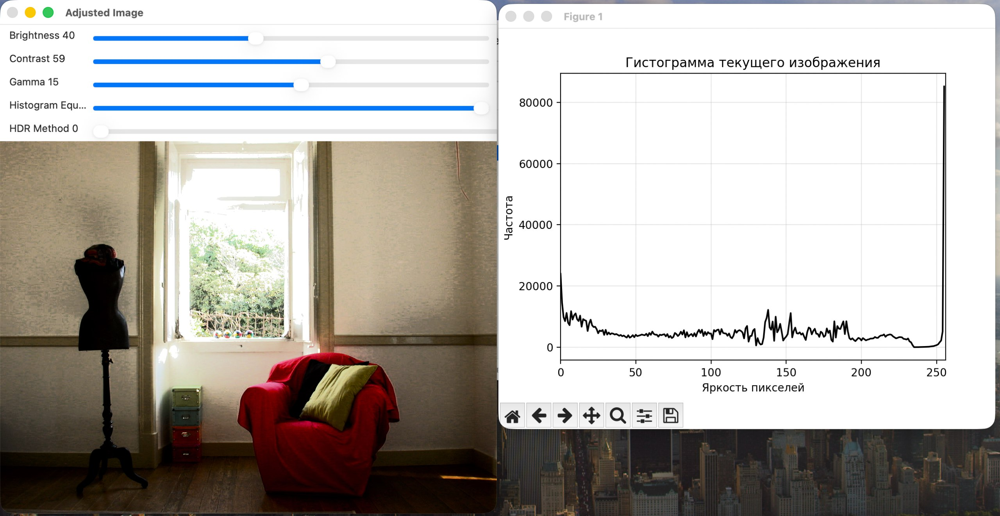 Adjusted Image
Brightness 40
Contrast 59
Gamma 15
Histogram Equ...
HDR Method 0
Figure 1
Гистограмма текущего изображения
80000
60000
40000
20000
0
Частота
0 50 100 150 200 250
Яркость пикселей